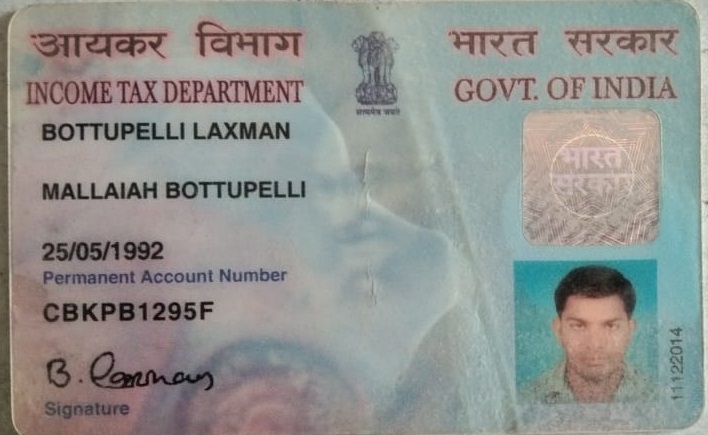 आयकर विभाग
भारत सरकार
INCOME TAX DEPARTMENT
GOVT. OF INDIA
सत्यमेव जयते
BOTTUPELLI LAXMAN
भारत
सरकार
MALLAIAH BOTTUPELLI
25/05/1992
Permanent Account Number
CBKPB1295F
B. Laxman
Signature
11122014